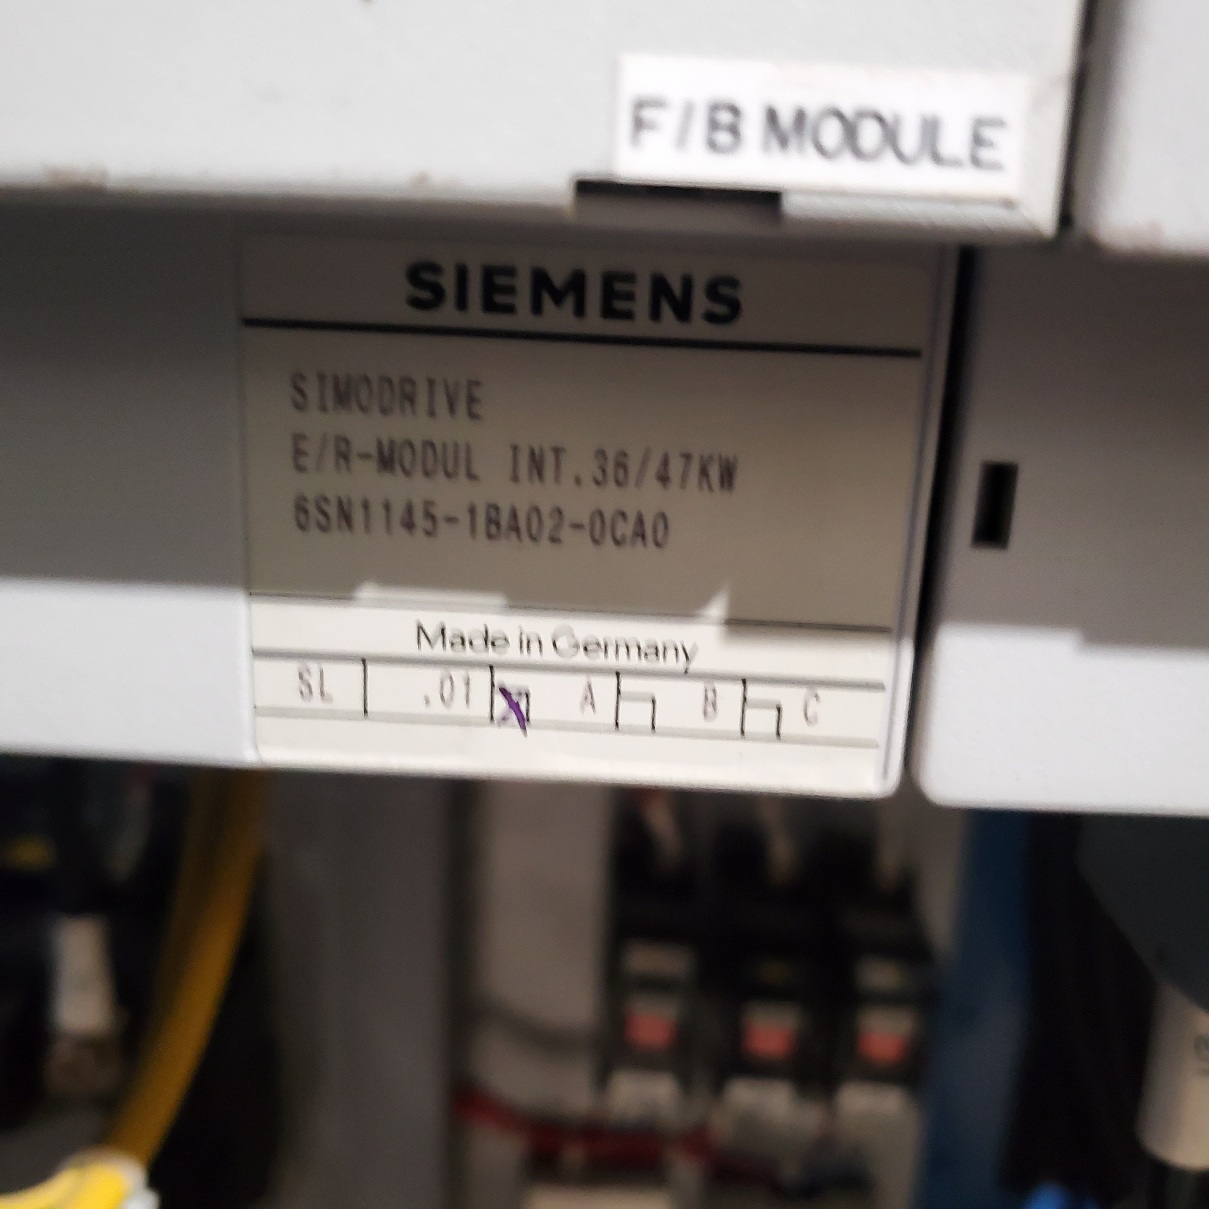 F/B MODULE
SIEMENS
SIMODRIVE
E/R-MODUL INT.36/47KW
6SN1145-1BA02-0CA0
Made in Germany
SL .01 A B C